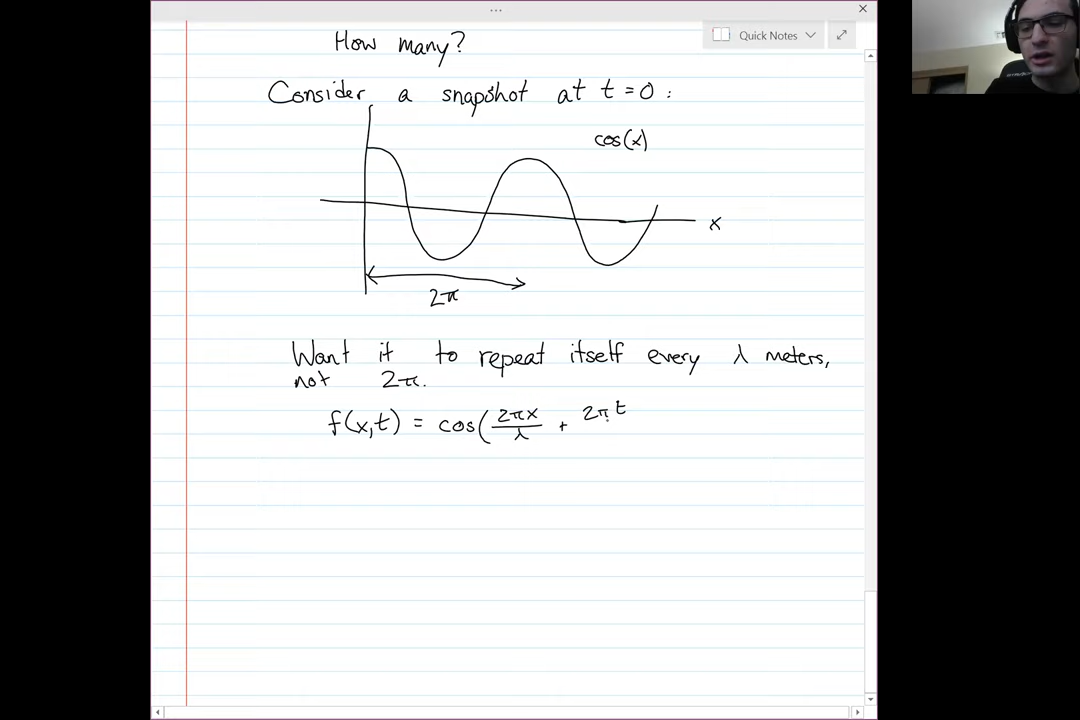 Quick Notes
How many?
Consider a snapshot at t = 0 :
cos(x)
x
2π
Want it to repeat itself every λ meters,
not 2π.
f(x,t) = cos(2πx/λ + 2πt